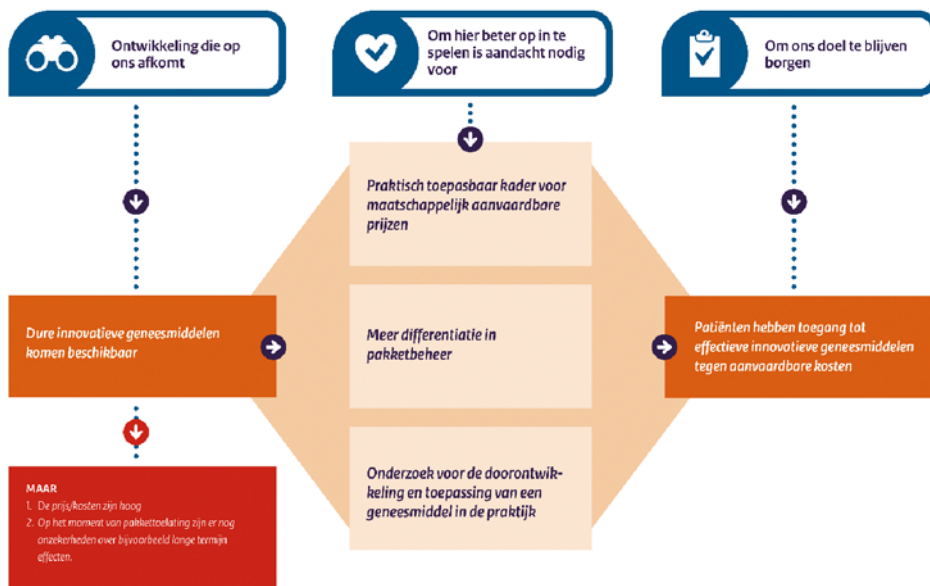 Ontwikkeling die op
ons afkomt
Om hier beter op in te
spelen is aandacht nodig
voor
Om ons doel te blijven
borgen
Praktisch toepasbaar kader voor
maatschappelijk aanvaardbare
prijzen
Dure innovatieve geneesmiddelen
komen beschikbaar
Meer differentiatie in
pakketbeheer
Patiënten hebben toegang tot
effectieve innovatieve geneesmiddelen
tegen aanvaardbare kosten
Onderzoek voor de doorontwik-
keling en toepassing van een
geneesmiddel in de praktijk
MAAR
1. De prijs/kosten zijn hoog
2. Op het moment van pakkettoelating zijn er nog
onzekerheden over bijvoorbeeld lange termijn
effecten.